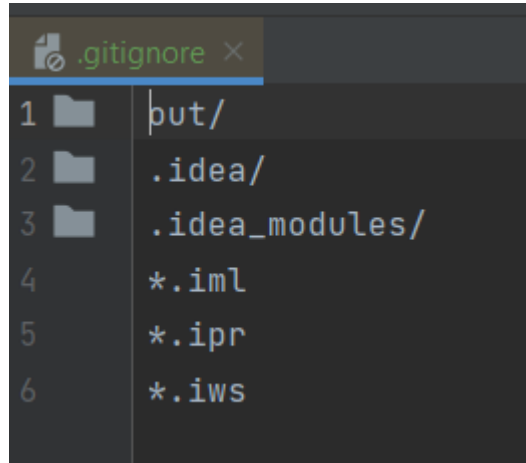 .gitignore
1 out/
2 .idea/
3 .idea_modules/
4 *.iml
5 *.ipr
6 *.iws